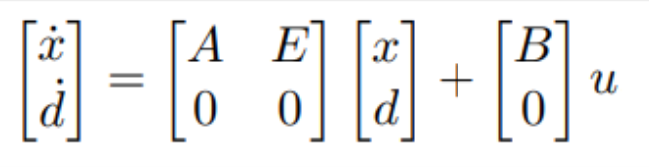 [ẋ; ḋ] = [A E; 0 0] [x; d] + [B; 0] u